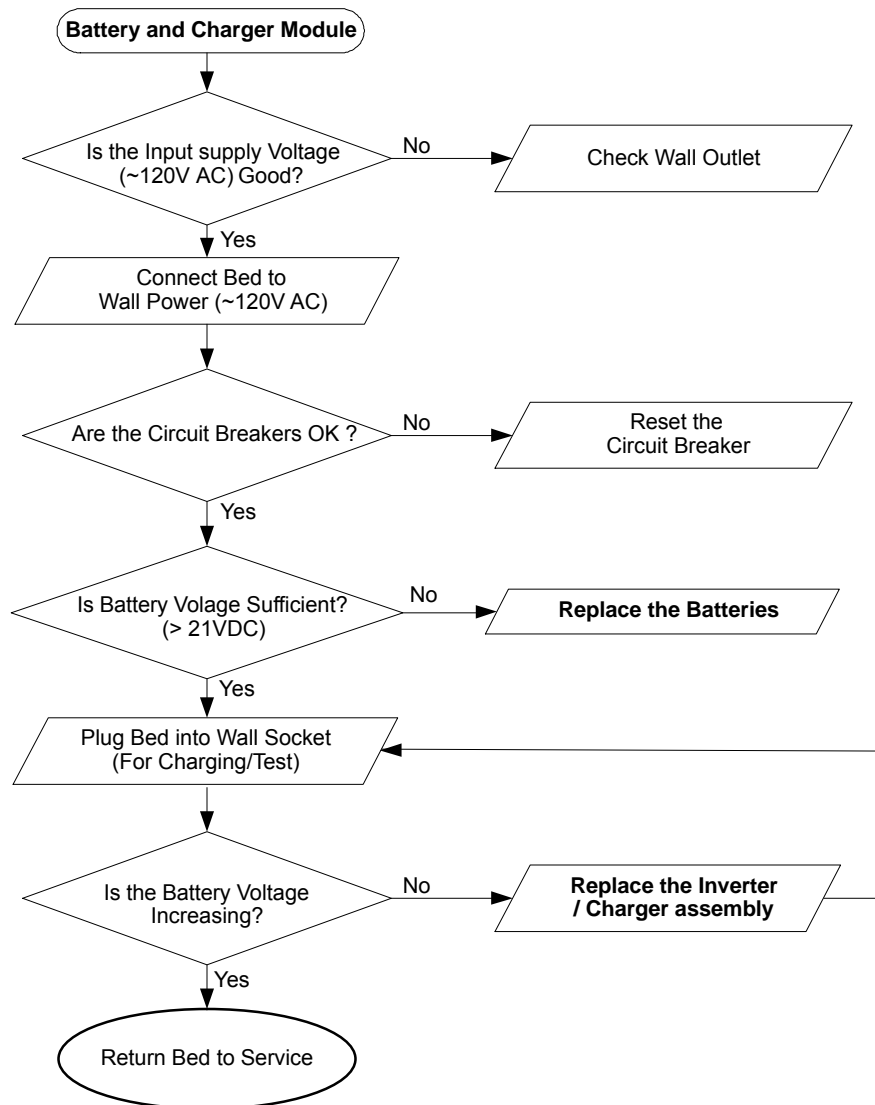 Battery and Charger Module
Is the Input supply Voltage
(~120V AC) Good?
No
Check Wall Outlet
Yes
Connect Bed to
Wall Power (~120V AC)
Are the Circuit Breakers OK ?
No
Reset the
Circuit Breaker
Yes
Is Battery Volage Sufficient?
(> 21VDC)
No
Replace the Batteries
Yes
Plug Bed into Wall Socket
(For Charging/Test)
Is the Battery Voltage
Increasing?
No
Replace the Inverter
/ Charger assembly
Yes
Return Bed to Service